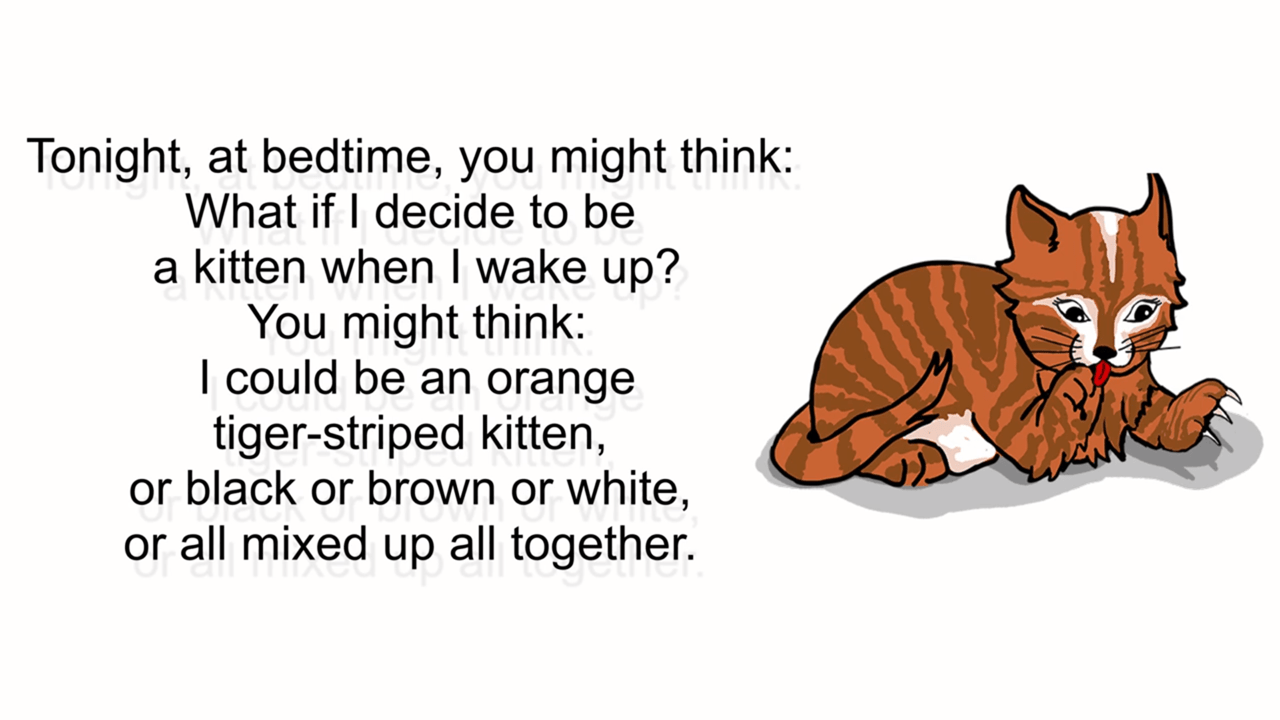 Tonight, at bedtime, you might think:
What if I decide to be
a kitten when I wake up?
You might think:
I could be an orange
tiger-striped kitten,
or black or brown or white,
or all mixed up all together.